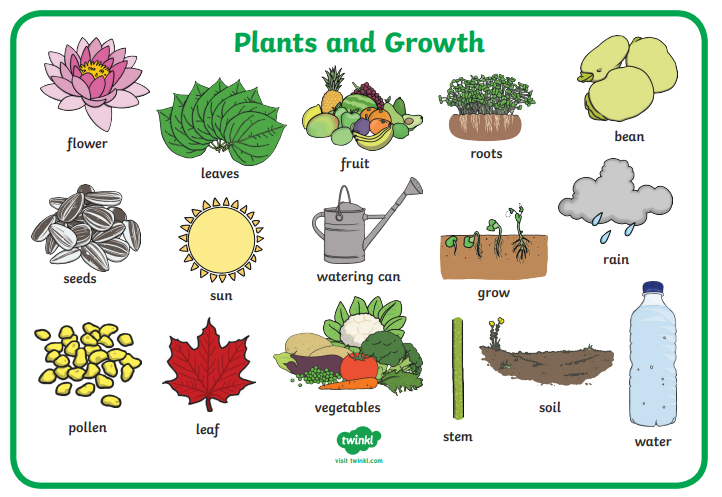 Plants and Growth
flower
leaves
fruit
roots
bean
seeds
sun
watering can
grow
rain
pollen
leaf
vegetables
stem
soil
water
twinkl
visit twinkl.com